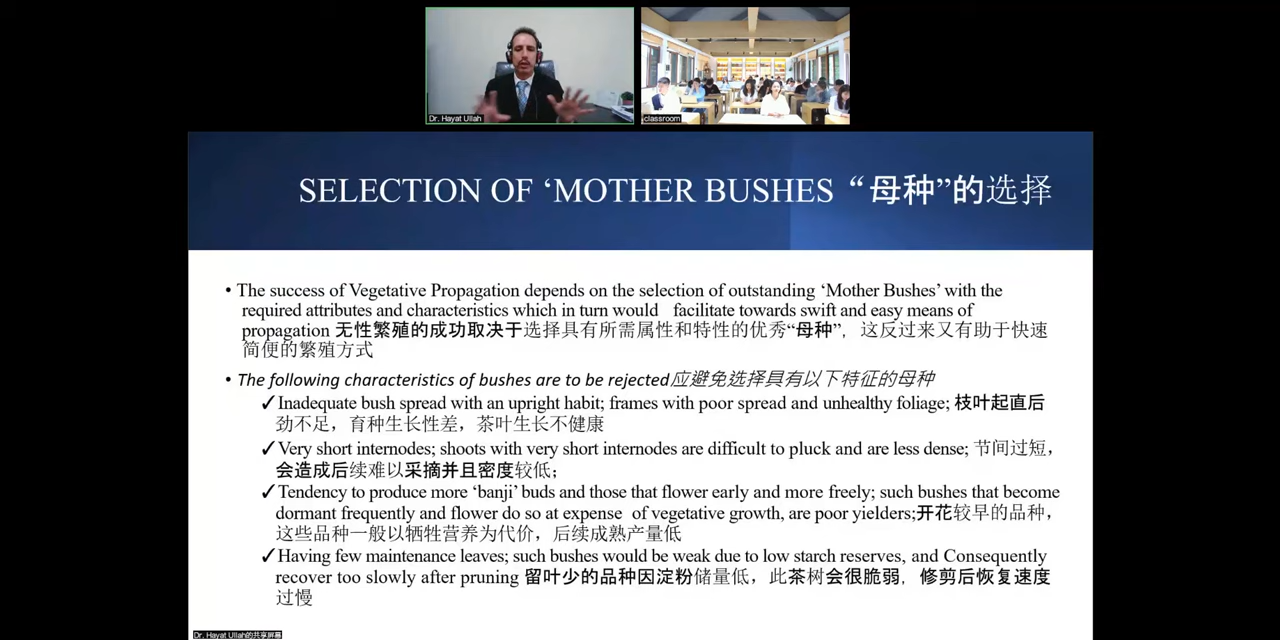 Dr. Hayat Ullah
classroom
SELECTION OF ‘MOTHER BUSHES “母种”的选择
• The success of Vegetative Propagation depends on the selection of outstanding ‘Mother Bushes’ with the
required attributes and characteristics which in turn would facilitate towards swift and easy means of
propagation 无性繁殖的成功取决于选择具有所需属性和特性的优秀“母种”，这反过来又有助于快速
简便的繁殖方式
• The following characteristics of bushes are to be rejected应避免选择具有以下特征的母种
✓Inadequate bush spread with an upright habit; frames with poor spread and unhealthy foliage; 枝叶起直后
劲不足，育种生长性差，茶叶生长不健康
✓Very short internodes; shoots with very short internodes are difficult to pluck and are less dense; 节间过短，
会造成后续难以采摘并且密度较低；
✓Tendency to produce more ‘banji’ buds and those that flower early and more freely; such bushes that become
dormant frequently and flower do so at expense of vegetative growth, are poor yielders;开花较早的品种，
这些品种一般以牺牲营养为代价，后续成熟产量低
✓Having few maintenance leaves; such bushes would be weak due to low starch reserves, and Consequently
recover too slowly after pruning 留叶少的品种因淀粉储量低，此茶树会很脆弱，修剪后恢复速度
过慢
Dr. Hayat Ullah的共享屏幕